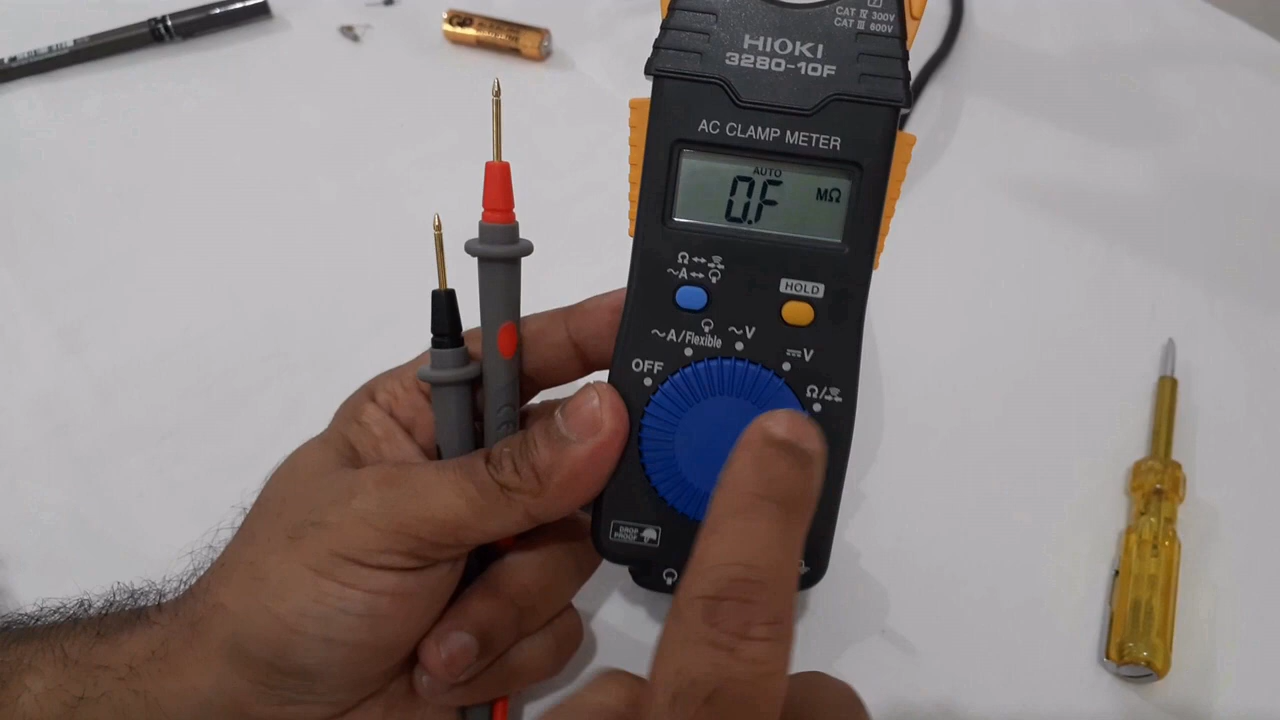 GP
CAT IV 300V
CAT III 600V
HIOKI
3280-10F
AC CLAMP METER
AUTO
0.F MΩ
Ω
~A
HOLD
~A/Flexible
~V
V
OFF
Ω/
DROP
PROOF
CE